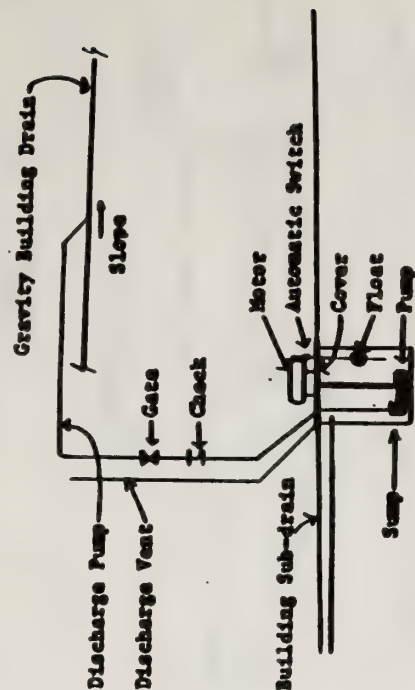 Gravity Building Drain
Slope
Discharge Pump
Discharge Vent
Gate
Check
Motor
Automatic Switch
Cover
Float
Pump
Building Sub-drain
Sump